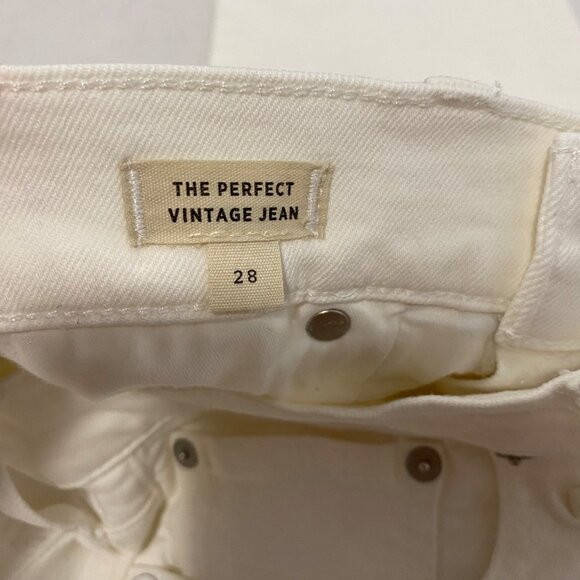 THE PERFECT
VINTAGE JEAN
28